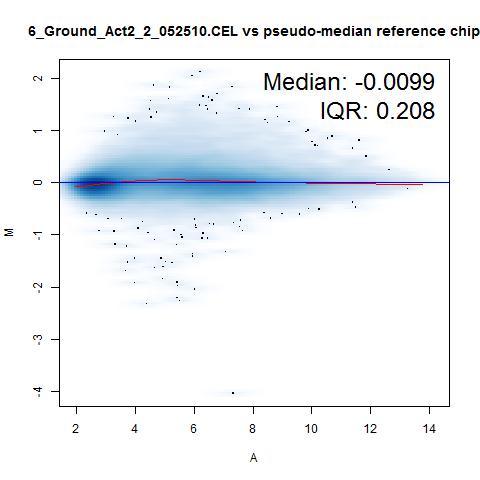 6_Ground_Act2_2_052510.CEL vs pseudo-median reference chip
Median: -0.0099
IQR: 0.208
2
1
0
-1
-2
-3
-4
M
2 4 6 8 10 12 14
A